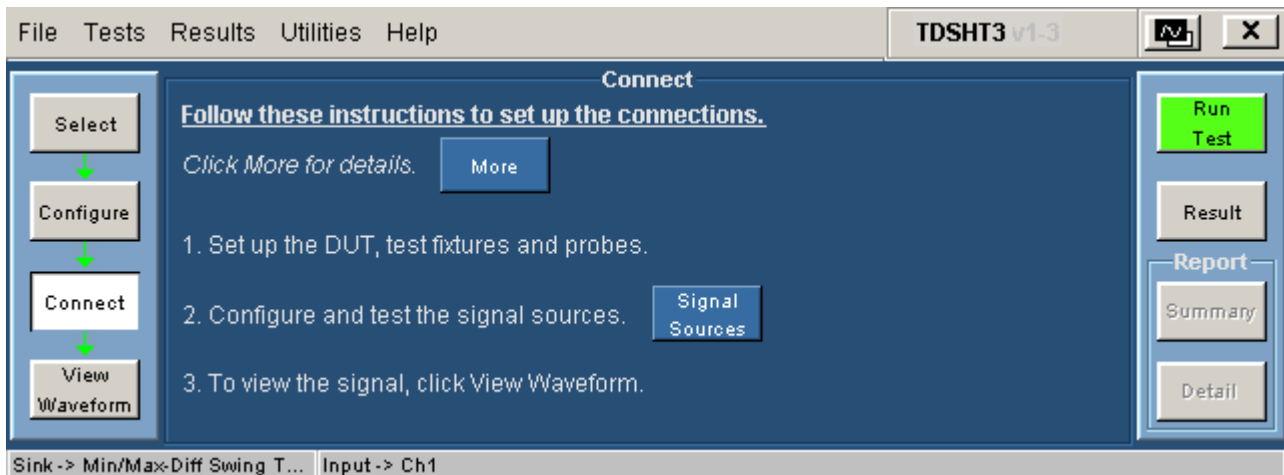 File Tests Results Utilities Help TDSHT3 v1-3 X
Connect
Select
Configure
Connect
View
Waveform
Follow these instructions to set up the connections.
Click More for details. More
1. Set up the DUT, test fixtures and probes.
2. Configure and test the signal sources. Signal
Sources
3. To view the signal, click View Waveform.
Run
Test
Result
Report
Summary
Detail
Sink -> Min/Max-Diff Swing T... Input -> Ch1